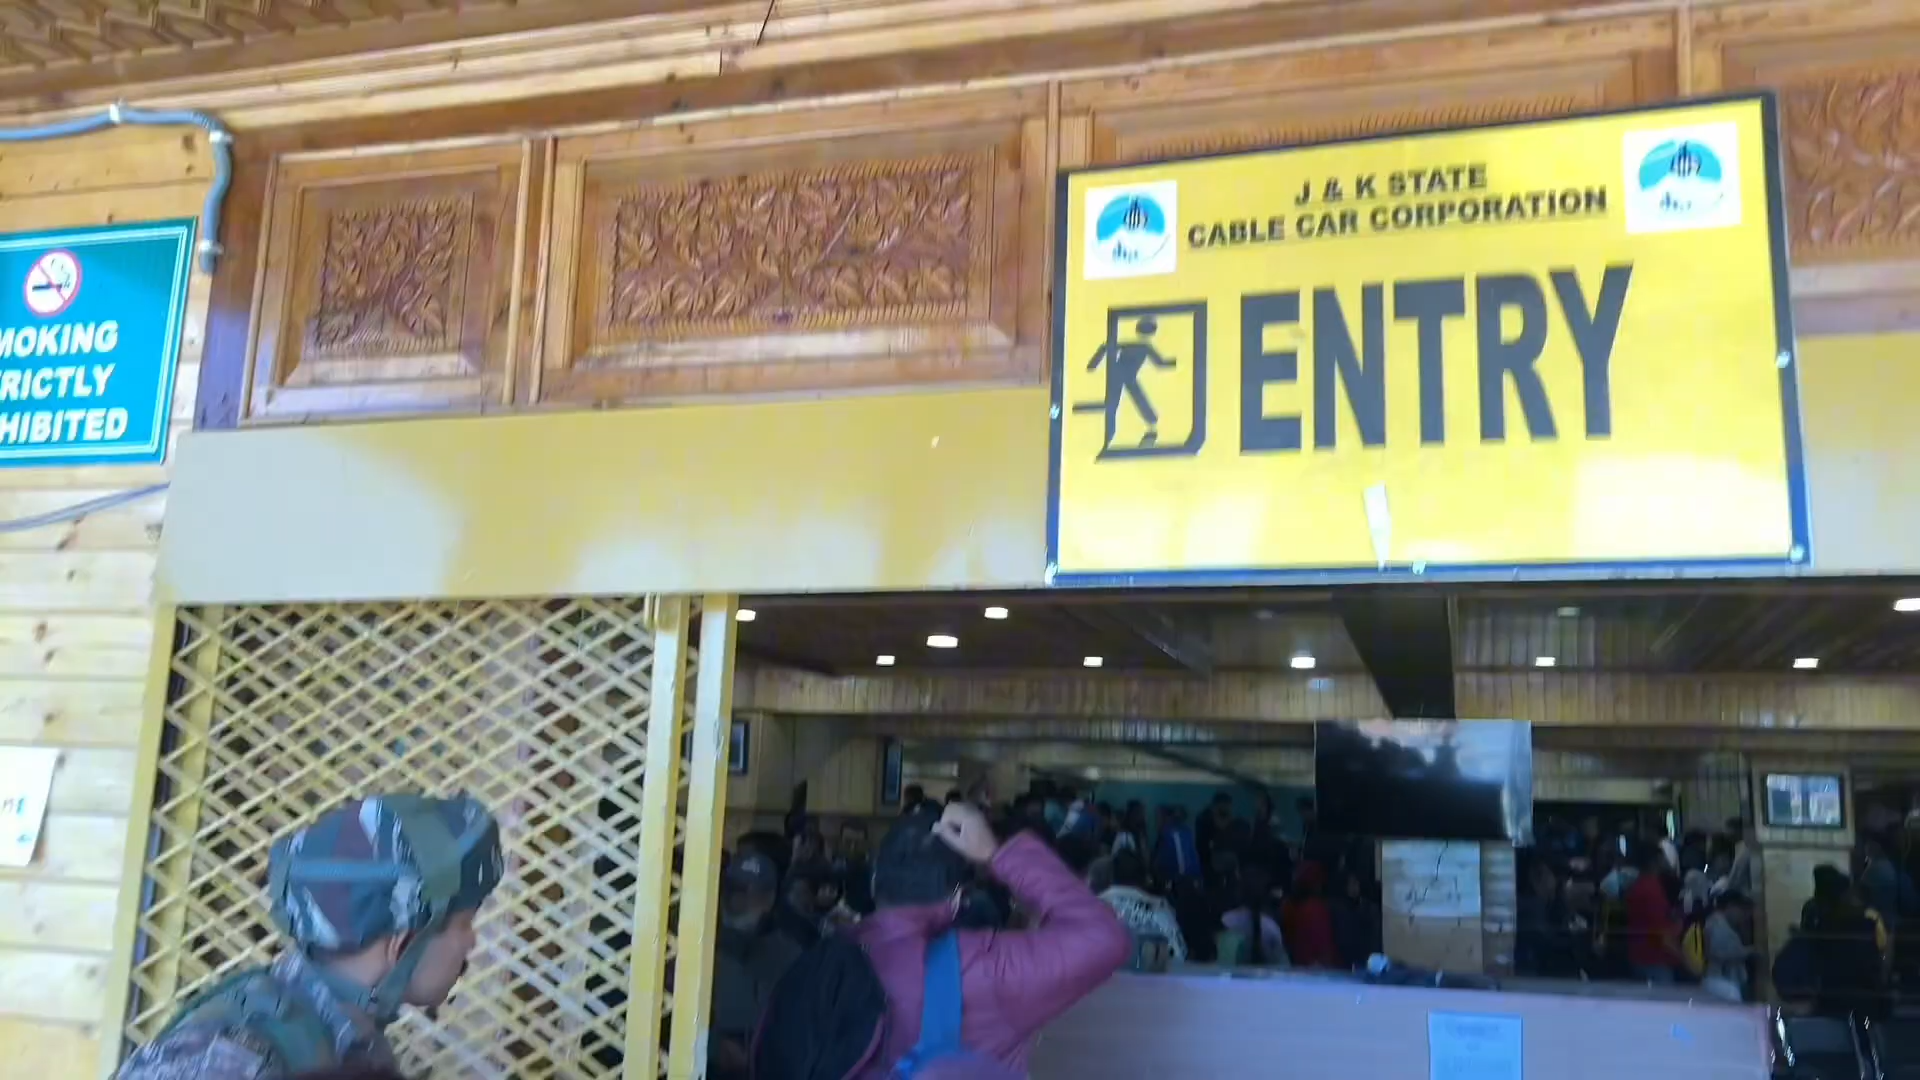 MOKING
RICTLY
HIBITED
J & K STATE
CABLE CAR CORPORATION
ENTRY